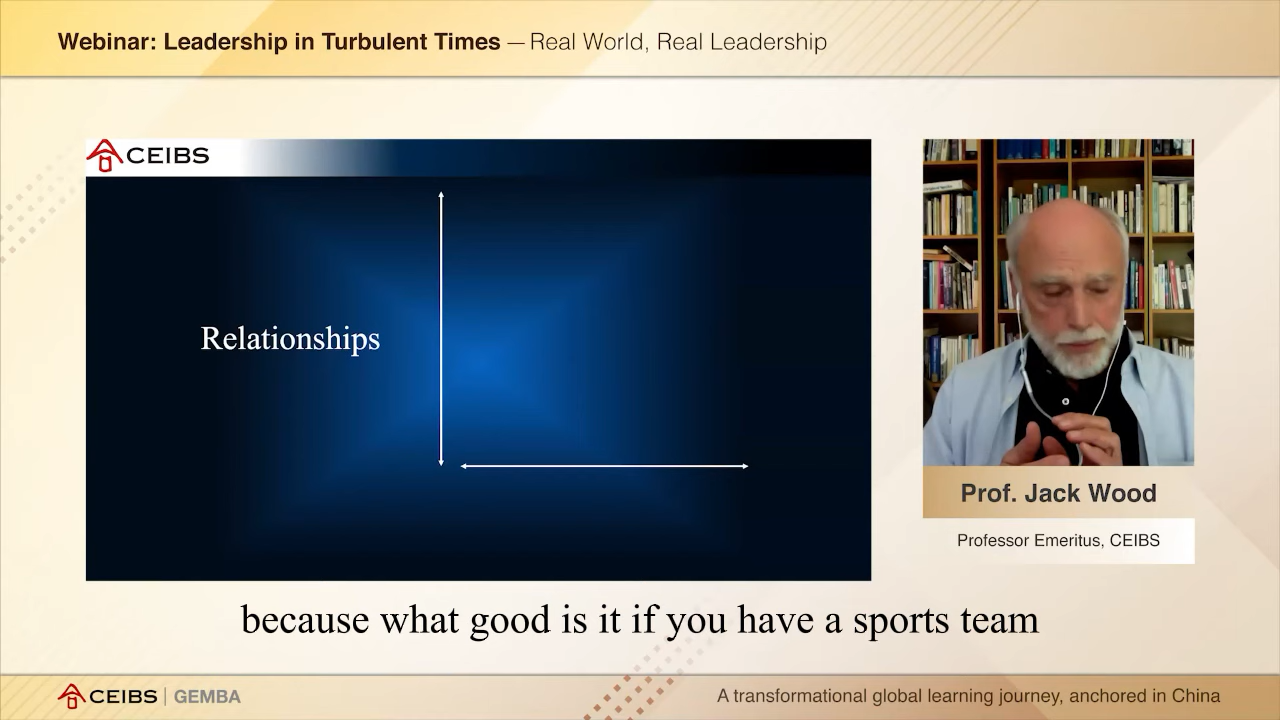 Webinar: Leadership in Turbulent Times — Real World, Real Leadership
CEIBS
Relationships
Prof. Jack Wood
Professor Emeritus, CEIBS
because what good is it if you have a sports team
CEIBS | GEMBA
A transformational global learning journey, anchored in China